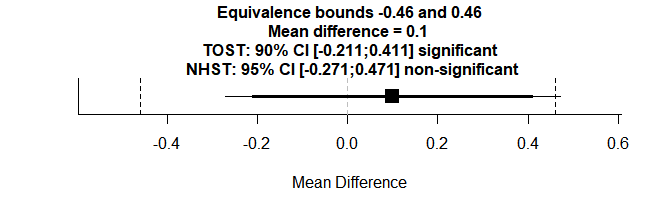 Equivalence bounds -0.46 and 0.46
Mean difference = 0.1
TOST: 90% CI [-0.211;0.411] significant
NHST: 95% CI [-0.271;0.471] non-significant
-0.4 -0.2 0.0 0.2 0.4 0.6
Mean Difference